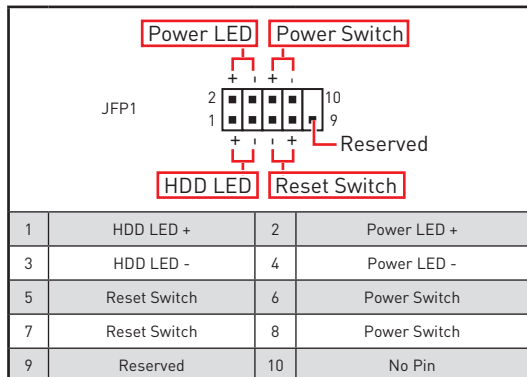 Power LED Power Switch
+ - + -
JFP1
2 10
1 9
+ - - +
Reserved
HDD LED Reset Switch
1 HDD LED + 2 Power LED +
3 HDD LED - 4 Power LED -
5 Reset Switch 6 Power Switch
7 Reset Switch 8 Power Switch
9 Reserved 10 No Pin